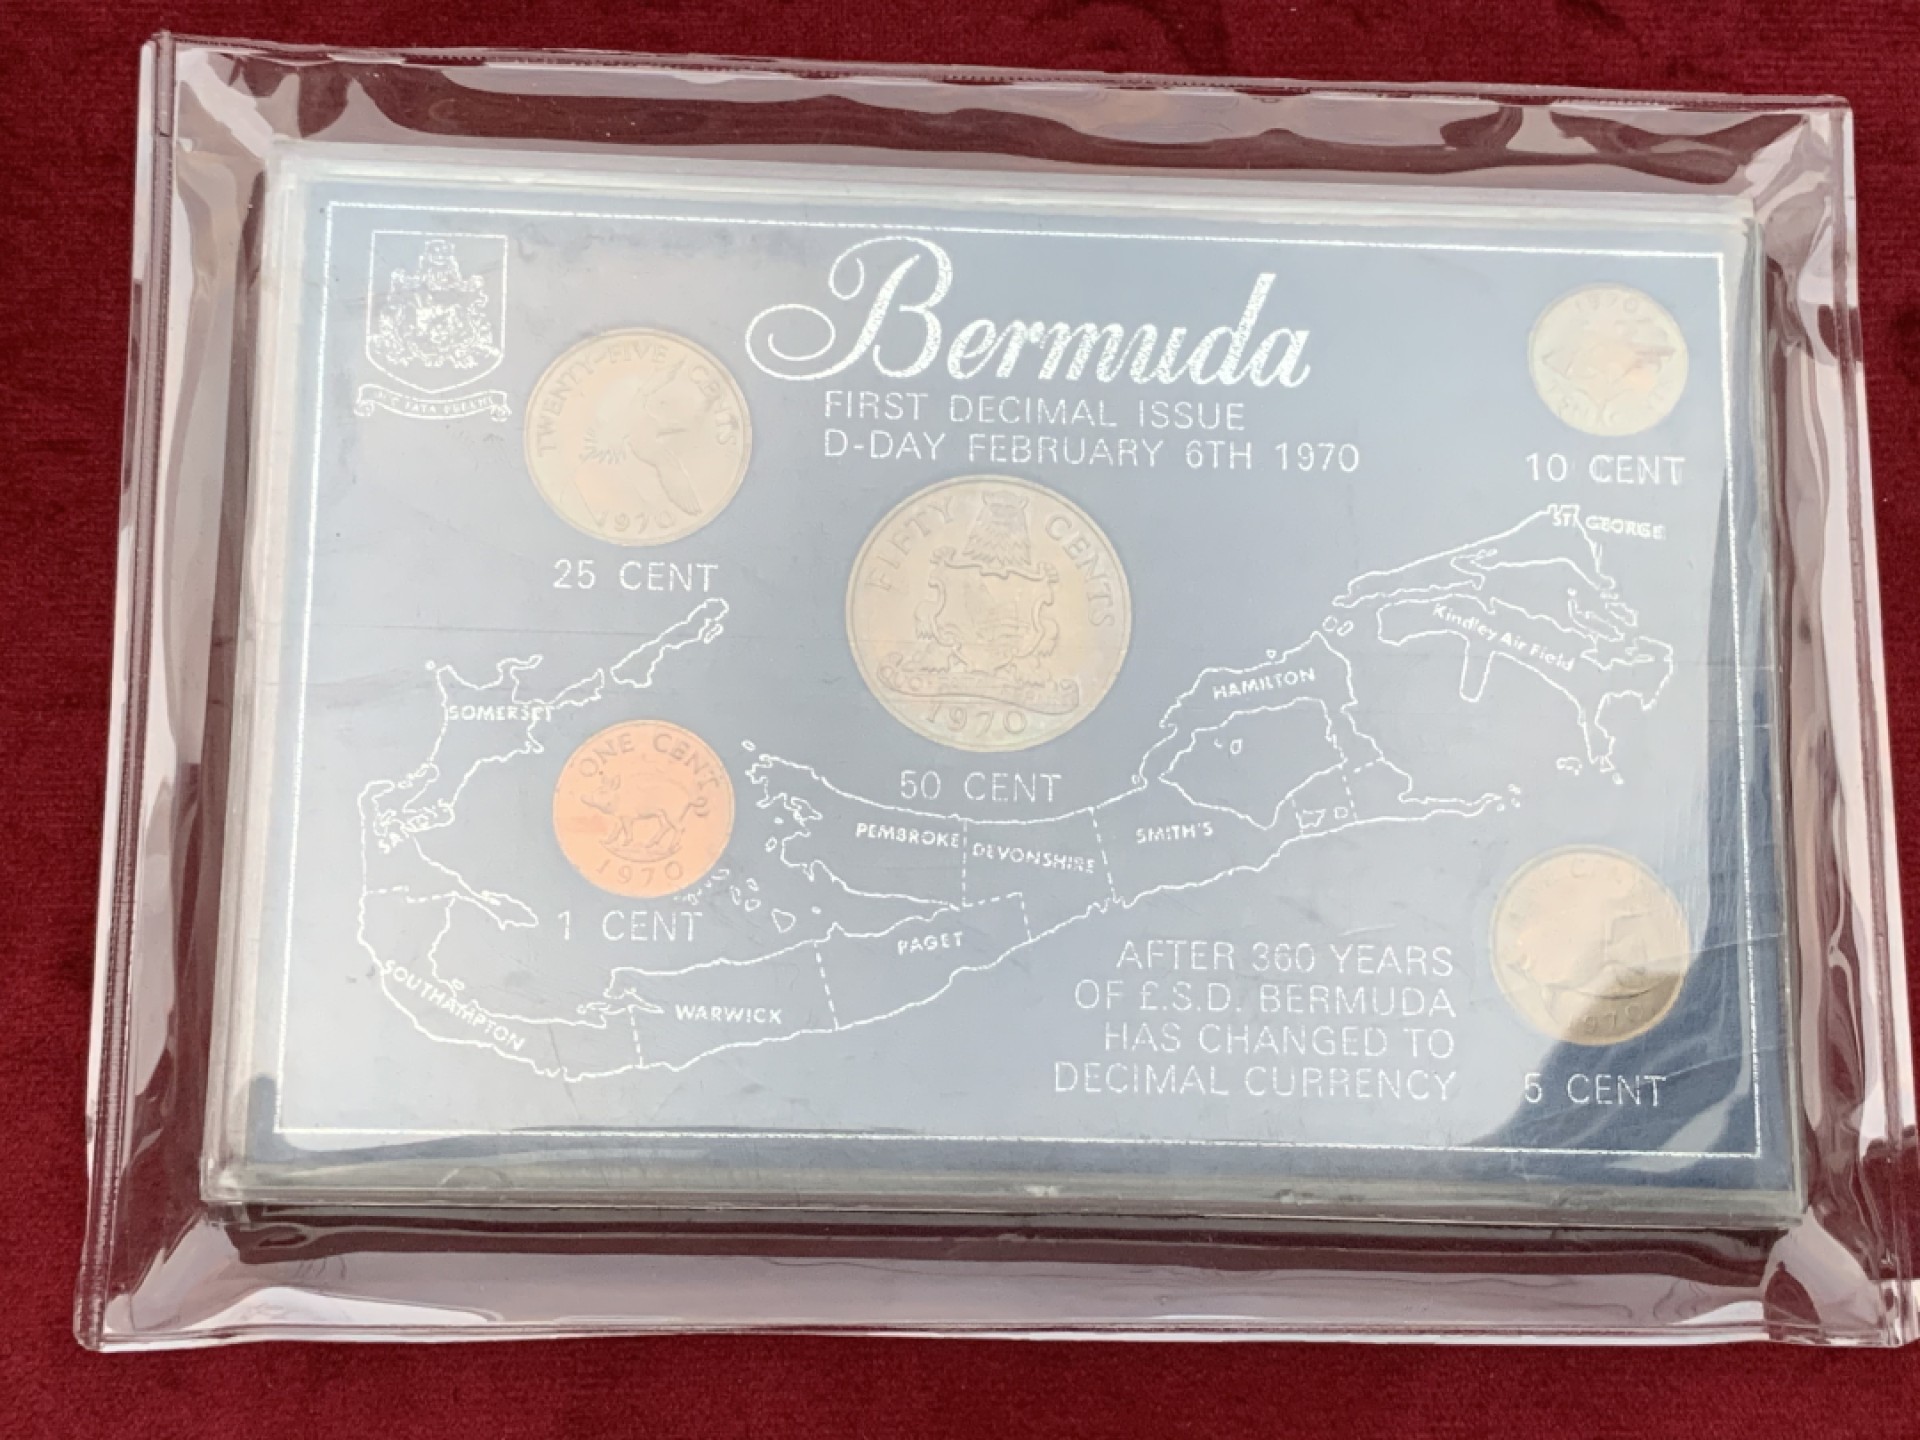 Bermuda
FIRST DECIMAL ISSUE
D-DAY FEBRUARY 6TH 1970
TWENTY-FIVE CENTS
1970
25 CENT
1970
10 CENT
FIFTY CENTS
1970
50 CENT
ST. GEORGE
Kindley Air Field
HAMILTON
SOMERSET
ONE CENT
1970
1 CENT
PEMBROKE
DEVONSHIRE
SMITH'S
PAGET
WARWICK
SOUTHAMPTON
AFTER 360 YEARS
OF £.S.D. BERMUDA
HAS CHANGED TO
DECIMAL CURRENCY
1970
5 CENT